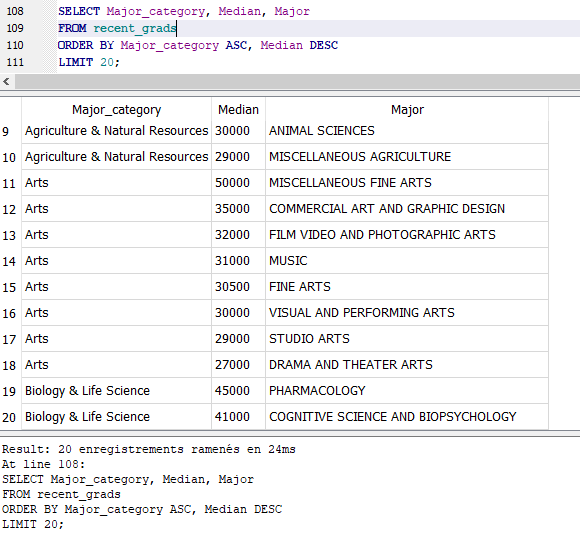 108 SELECT Major_category, Median, Major
109 FROM recent_grads
110 ORDER BY Major_category ASC, Median DESC
111 LIMIT 20;
Major_category Median Major
9 Agriculture & Natural Resources 30000 ANIMAL SCIENCES
10 Agriculture & Natural Resources 29000 MISCELLANEOUS AGRICULTURE
11 Arts 50000 MISCELLANEOUS FINE ARTS
12 Arts 35000 COMMERCIAL ART AND GRAPHIC DESIGN
13 Arts 32000 FILM VIDEO AND PHOTOGRAPHIC ARTS
14 Arts 31000 MUSIC
15 Arts 30500 FINE ARTS
16 Arts 30000 VISUAL AND PERFORMING ARTS
17 Arts 29000 STUDIO ARTS
18 Arts 27000 DRAMA AND THEATER ARTS
19 Biology & Life Science 45000 PHARMACOLOGY
20 Biology & Life Science 41000 COGNITIVE SCIENCE AND BIOPSYCHOLOGY
Result: 20 enregistrements ramenés en 24ms
At line 108:
SELECT Major_category, Median, Major
FROM recent_grads
ORDER BY Major_category ASC, Median DESC
LIMIT 20;